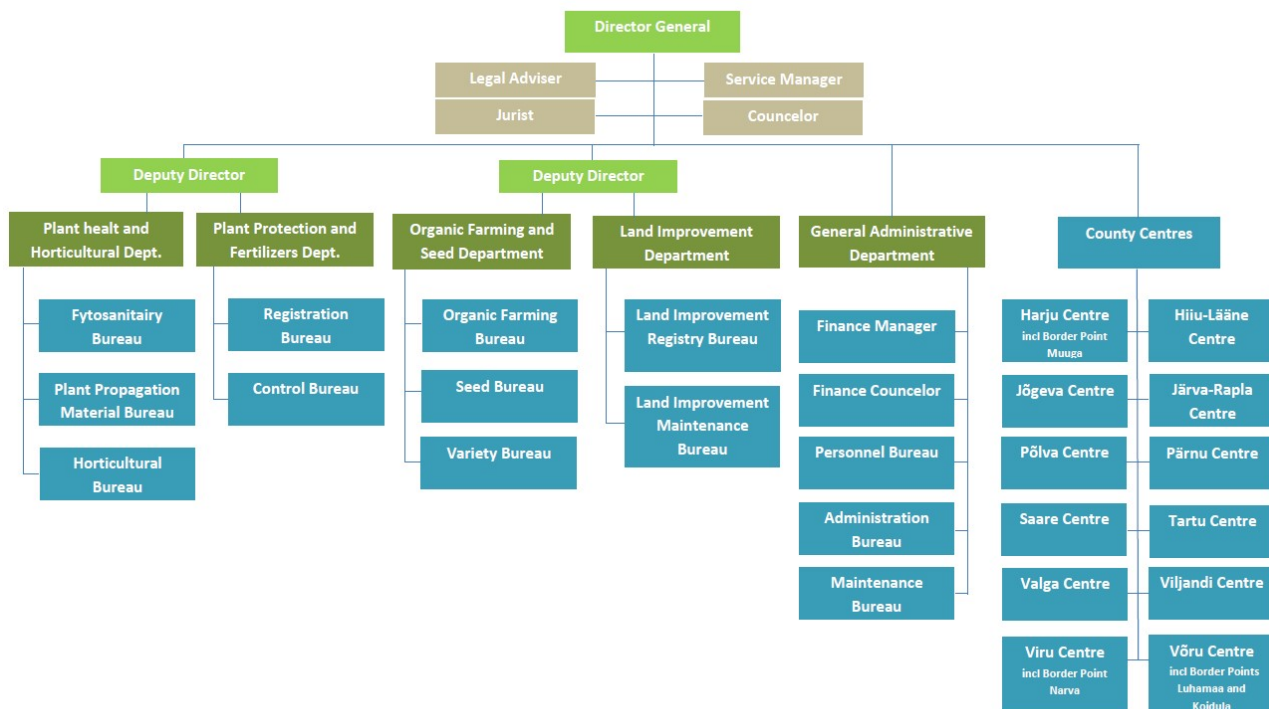 Director General
Legal Adviser
Service Manager
Jurist
Councelor
Deputy Director
Deputy Director
Plant healt and
Horticultural Dept.
Plant Protection and
Fertilizers Dept.
Organic Farming and
Seed Department
Land Improvement
Department
General Administrative
Department
County Centres
Fytosanitairy
Bureau
Plant Propagation
Material Bureau
Horticultural
Bureau
Registration
Bureau
Control Bureau
Organic Farming
Bureau
Seed Bureau
Variety Bureau
Land Improvement
Registry Bureau
Land Improvement
Maintenance
Bureau
Finance Manager
Finance Councelor
Personnel Bureau
Administration
Bureau
Maintenance
Bureau
Harju Centre
incl Border Point
Muuga
Hiiu-Lääne
Centre
Jõgeva Centre
Järva-Rapla
Centre
Põlva Centre
Pärnu Centre
Saare Centre
Tartu Centre
Valga Centre
Viljandi Centre
Viru Centre
incl Border Point
Narva
Võru Centre
incl Border Points
Luhamaa and
Koidula